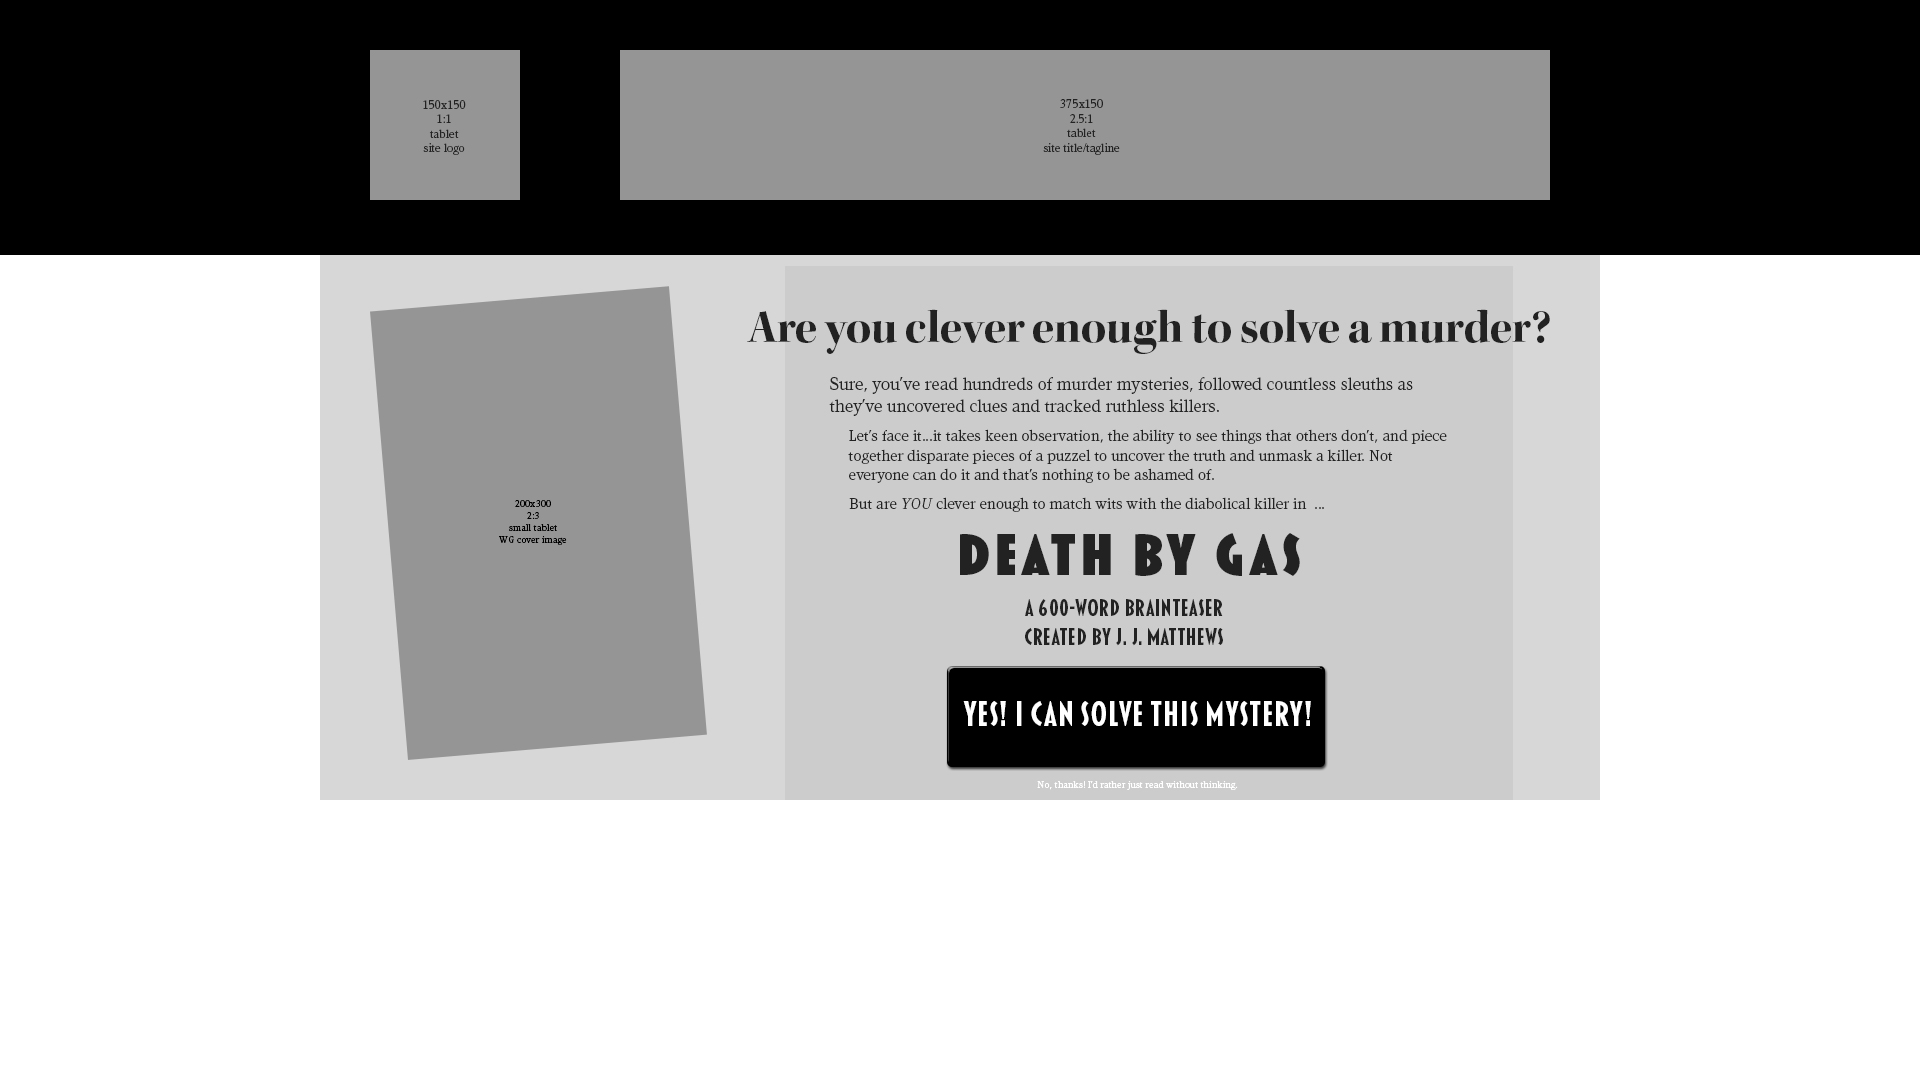 150x150
1:1
tablet
site logo
375x150
2.5:1
tablet
site title/tagline
Are you clever enough to solve a murder?
Sure, you’ve read hundreds of murder mysteries, followed countless sleuths as
they’ve uncovered clues and tracked ruthless killers.
Let’s face it...it takes keen observation, the ability to see things that others don’t, and piece
together disparate pieces of a puzzel to uncover the truth and unmask a killer. Not
everyone can do it and that’s nothing to be ashamed of.
But are YOU clever enough to match wits with the diabolical killer in ...
200x300
2:3
small tablet
WG cover image
DEATH BY GAS
A 600-WORD BRAINTEASER
CREATED BY J. J. MATTHEWS
YES! I CAN SOLVE THIS MYSTERY!
No, thanks! I’d rather just read without thinking.